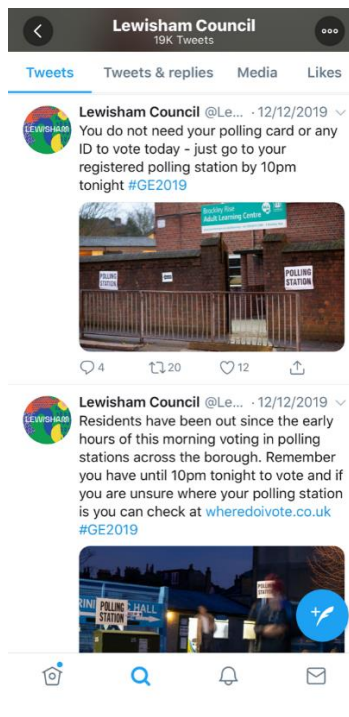 Lewisham Council
19K Tweets
Tweets Tweets & replies Media Likes
Lewisham Council @Le... · 12/12/2019
LEWISHAM
You do not need your polling card or any
ID to vote today - just go to your
registered polling station by 10pm
tonight #GE2019
Brockley Rise
Adult Learning Centre
POLLING
STATION
POLLING
STATION
4 20 12
Lewisham Council @Le... · 12/12/2019
LEWISHAM
Residents have been out since the early
hours of this morning voting in polling
stations across the borough. Remember
you have until 10pm tonight to vote and if
you are unsure where your polling station
is you can check at wheredoivote.co.uk
#GE2019
HALL
POLLING
STATION
POLLING
STATION